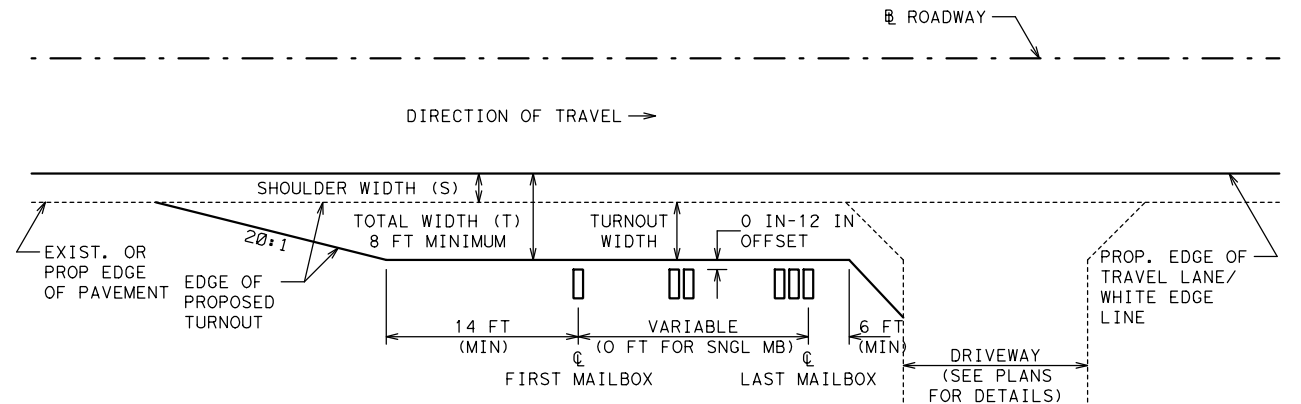 ℄ ROADWAY
DIRECTION OF TRAVEL
SHOULDER WIDTH (S)
TOTAL WIDTH (T)
8 FT MINIMUM
TURNOUT
WIDTH
0 IN-12 IN
OFFSET
20:1
EXIST. OR
PROP EDGE
OF PAVEMENT
EDGE OF
PROPOSED
TURNOUT
PROP. EDGE OF
TRAVEL LANE/
WHITE EDGE
LINE
14 FT
(MIN)
VARIABLE
(0 FT FOR SNGL MB)
6 FT
(MIN)
℄
FIRST MAILBOX
℄
LAST MAILBOX
DRIVEWAY
(SEE PLANS
FOR DETAILS)